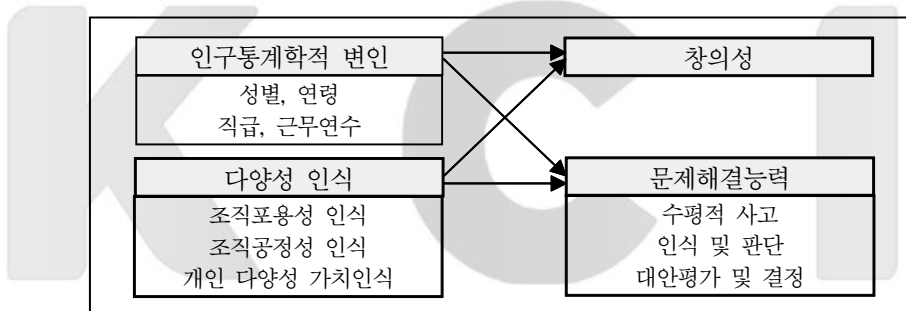 인구통계학적 변인
성별, 연령
직급, 근무연수
다양성 인식
조직포용성 인식
조직공정성 인식
개인 다양성 가치인식
창의성
문제해결능력
수평적 사고
인식 및 판단
대안평가 및 결정
KCI